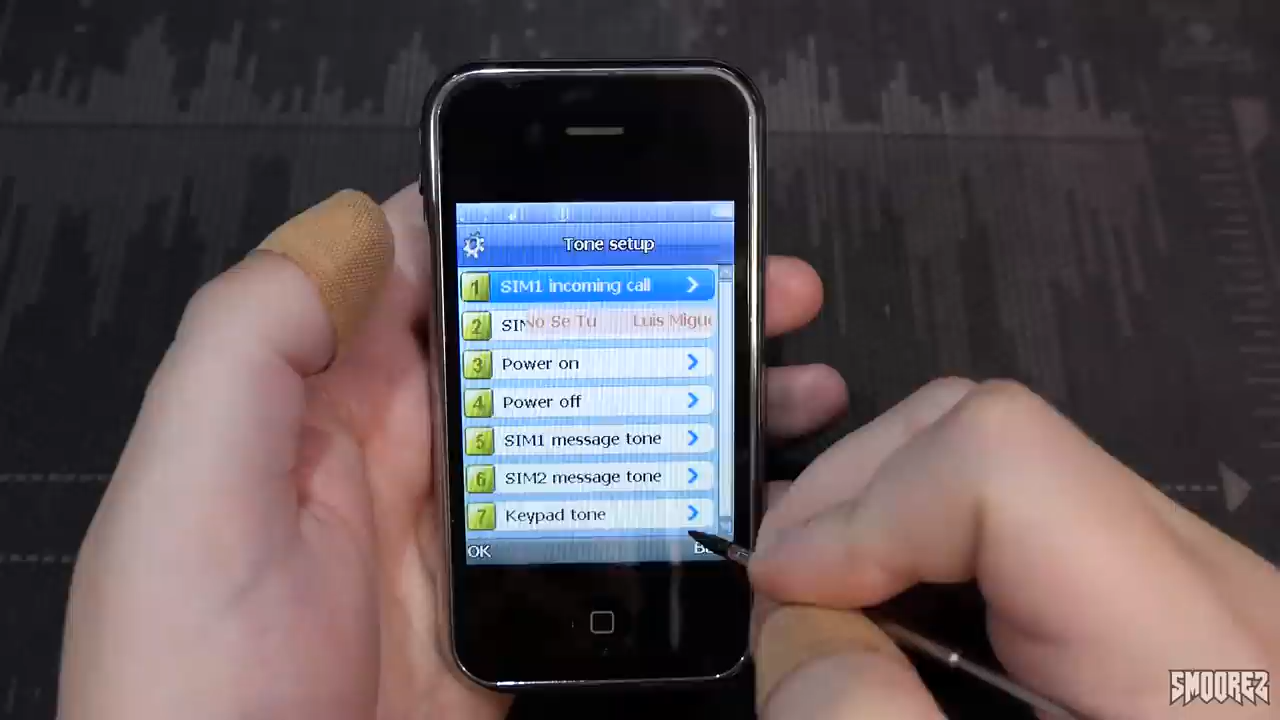 Tone setup
1 SIM1 incoming call
2 SIM
No Se Tu Luis Migue
3 Power on
4 Power off
5 SIM1 message tone
6 SIM2 message tone
7 Keypad tone
OK
SMOOREZ